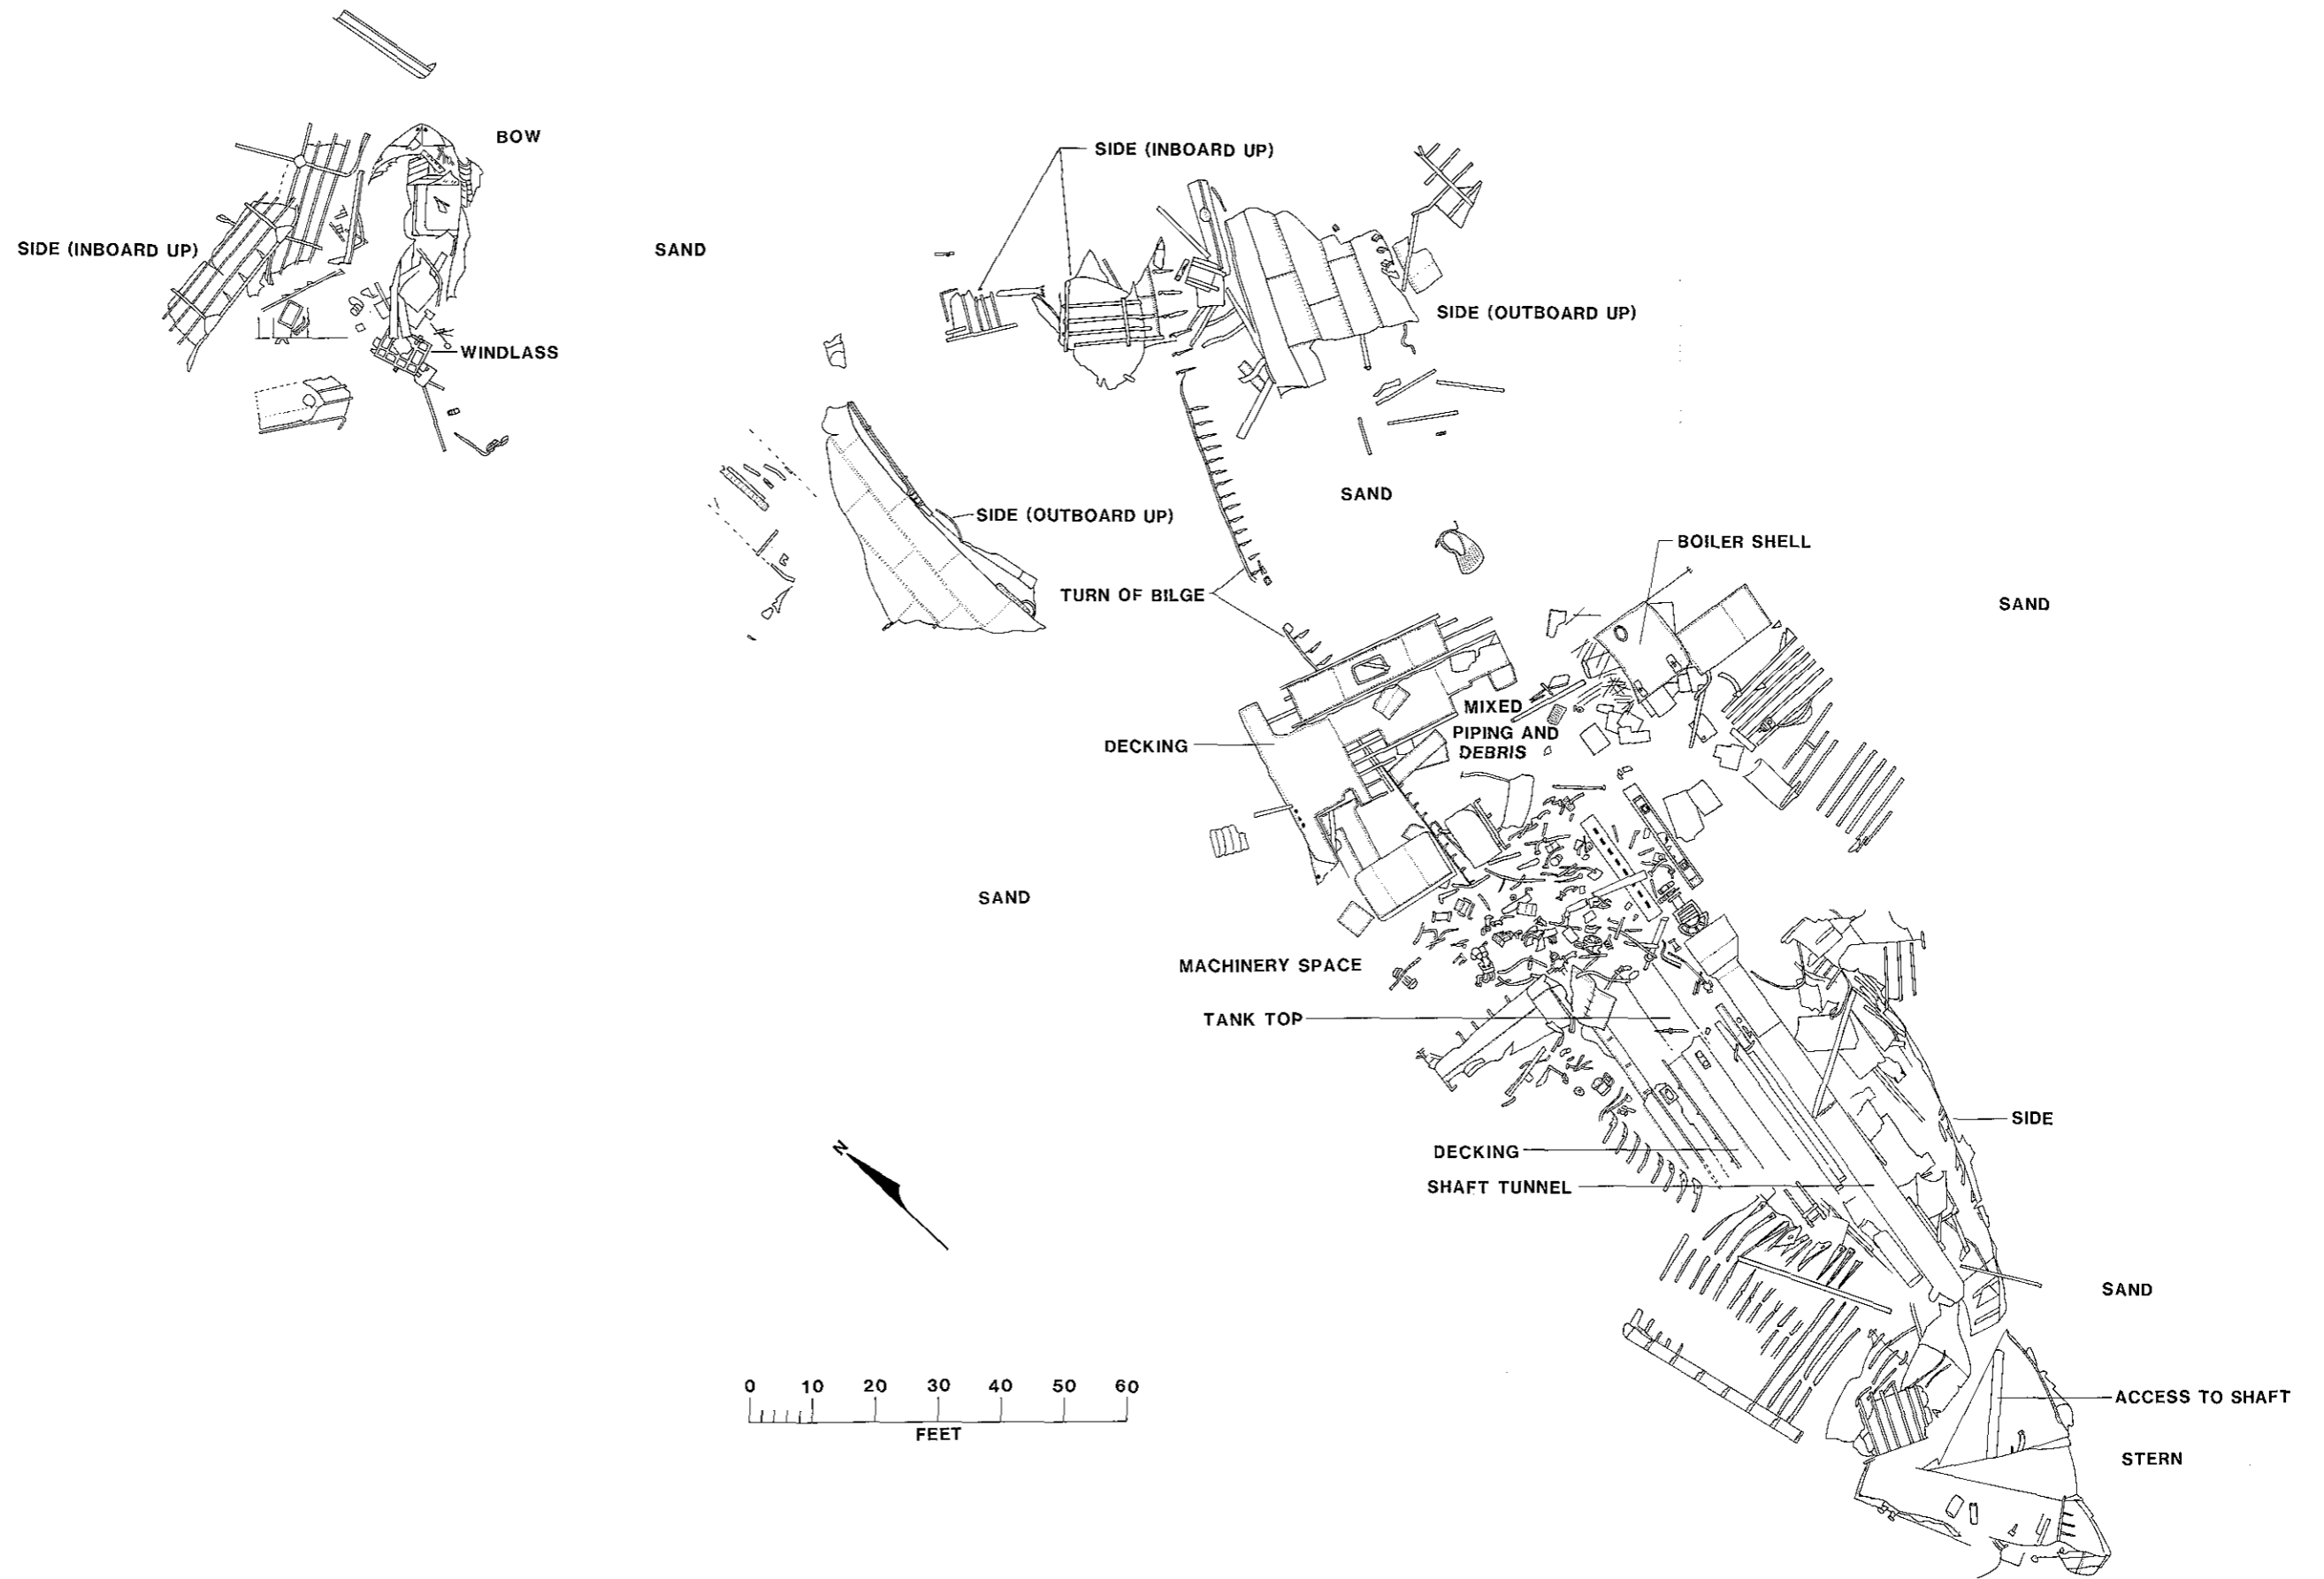 BOW
SIDE (INBOARD UP)
SIDE (INBOARD UP)
SAND
SIDE (OUTBOARD UP)
WINDLASS
SAND
SIDE (OUTBOARD UP)
BOILER SHELL
TURN OF BILGE
SAND
MIXED
PIPING AND
DEBRIS
DECKING
SAND
MACHINERY SPACE
TANK TOP
SIDE
N
DECKING
SHAFT TUNNEL
SAND
0 10 20 30 40 50 60
FEET
ACCESS TO SHAFT
STERN